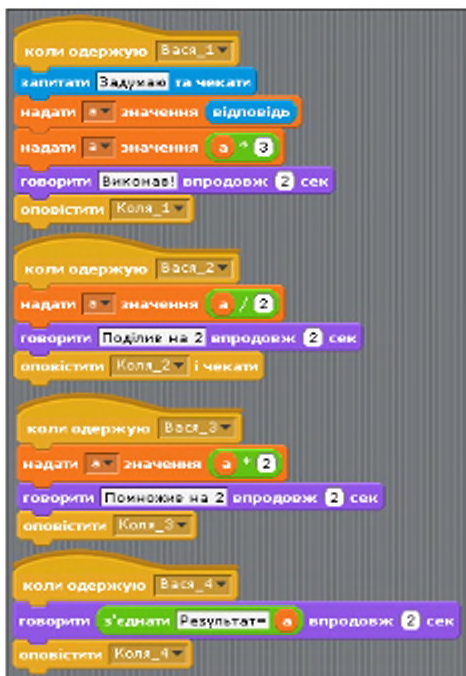 коли одержую Вася_1
запитати Задумаю та чекати
надати a значення відповідь
надати a значення a * 3
говорити Виконав! впродовж 2 сек
оповістити Коля_1
коли одержую Вася_2
надати a значення a / 2
говорити Поділив на 2 впродовж 2 сек
оповістити Коля_2 і чекати
коли одержую Вася_3
надати a значення a * 2
говорити Помножив на 2 впродовж 2 сек
оповістити Коля_3
коли одержую Вася_4
говорити з'єднати Результат= a впродовж 2 сек
оповістити Коля_4